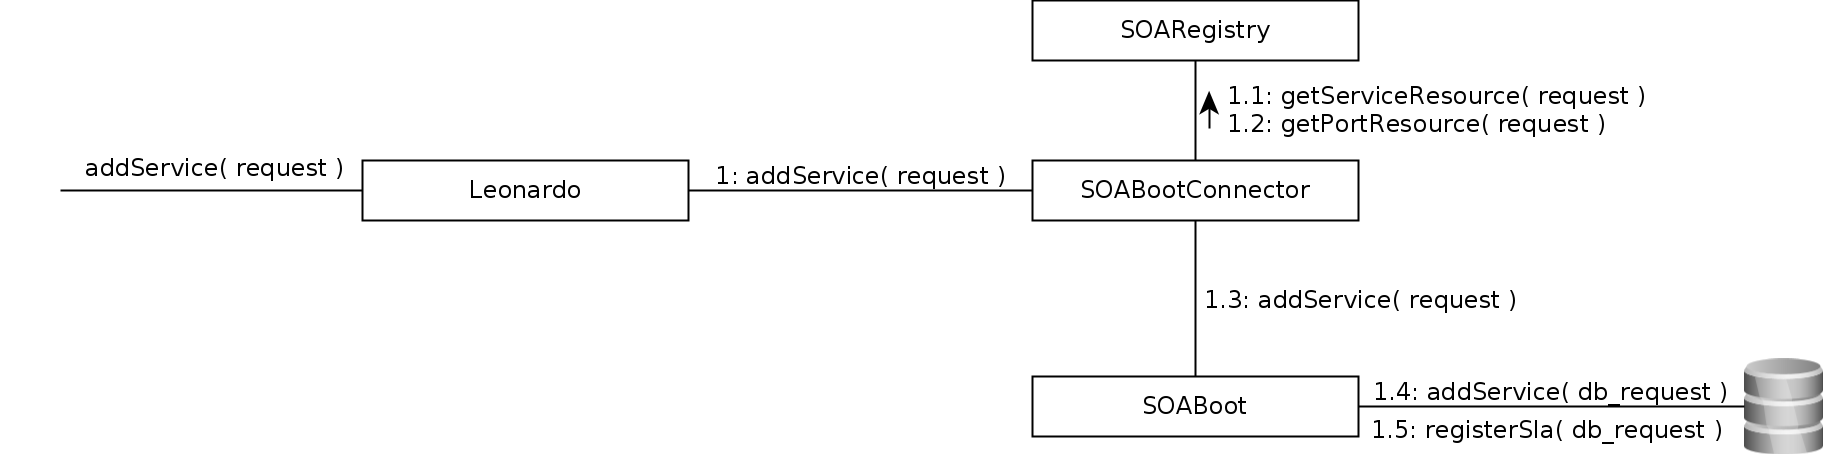 SOARegistry
1.1: getServiceResource( request )
1.2: getPortResource( request )
addService( request )
Leonardo
1: addService( request )
SOABootConnector
1.3: addService( request )
SOABoot
1.4: addService( db_request )
1.5: registerSla( db_request )